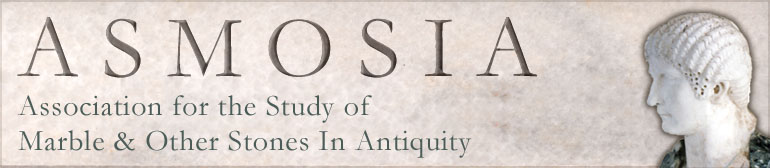 ASMOSIA
Association for the Study of
Marble & Other Stones In Antiquity